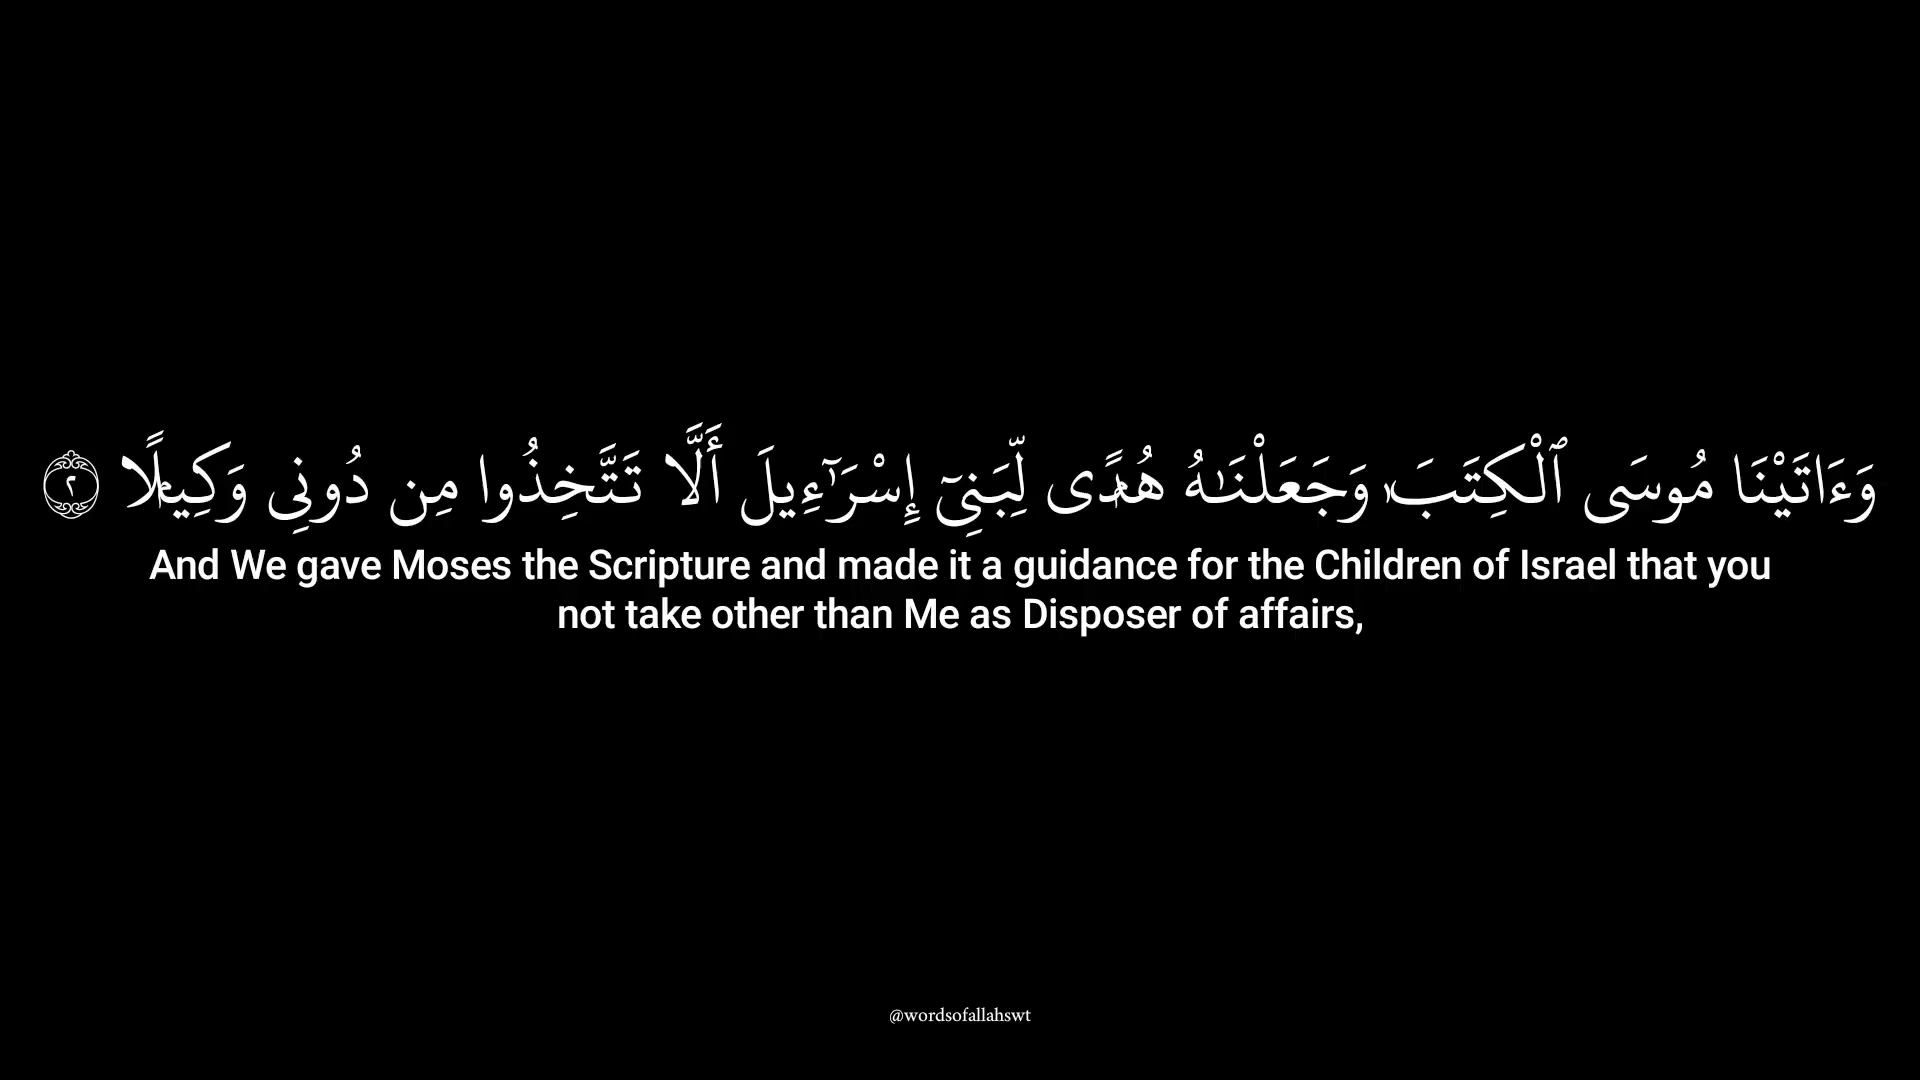 وَءَاتَيْنَا مُوسَى ٱلْكِتَٰبَ وَجَعَلْنَٰهُ هُدًى لِّبَنِىٓ إِسْرَٰٓءِيلَ أَلَّا تَتَّخِذُوا مِن دُونِى وَكِيلًا ٢
And We gave Moses the Scripture and made it a guidance for the Children of Israel that you
not take other than Me as Disposer of affairs,
@wordsofallahswt